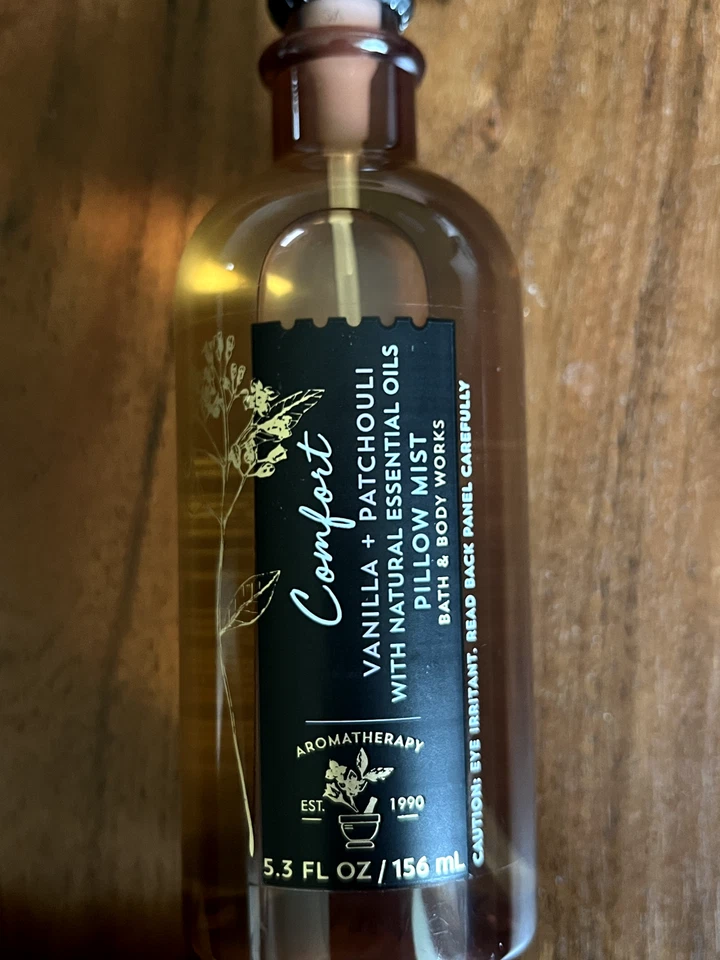 Comfort
VANILLA + PATCHOULI
WITH NATURAL ESSENTIAL OILS
PILLOW MIST
BATH & BODY WORKS
CAUTION: EYE IRRITANT. READ BACK PANEL CAREFULLY
AROMATHERAPY
EST. 1990
5.3 FL OZ / 156 mL